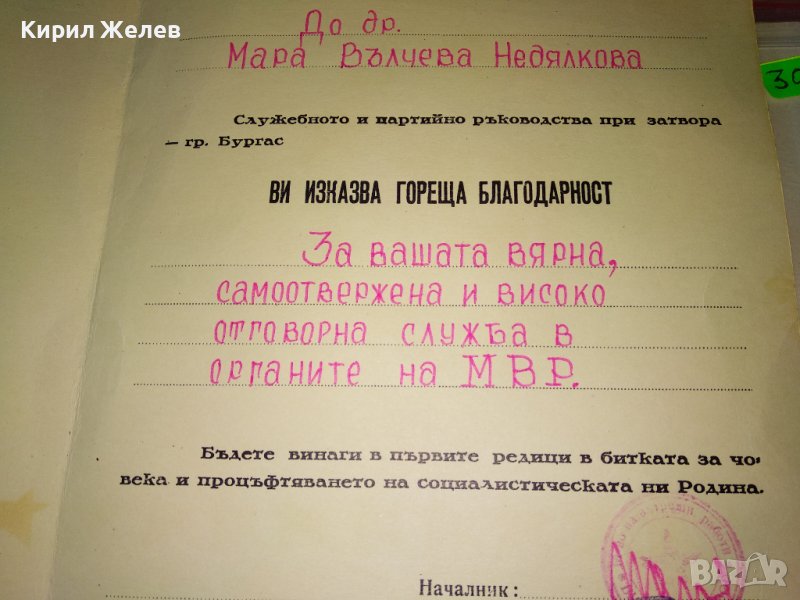 Кирил Желев
До др.
Мара Вълчева Недялкова
30
Служебното и партийно ръководства при затвора
– гр. Бургас
ВИ ИЗКАЗВА ГОРЕЩА БЛАГОДАРНОСТ
За вашата вярна,
самоотвержена и високо
отговорна служба в
органите на МВР.
Бъдете винаги в първите редици в битката за чо-
века и процъфтяването на социалистическата ни Родина.
Началник:
BAZAR